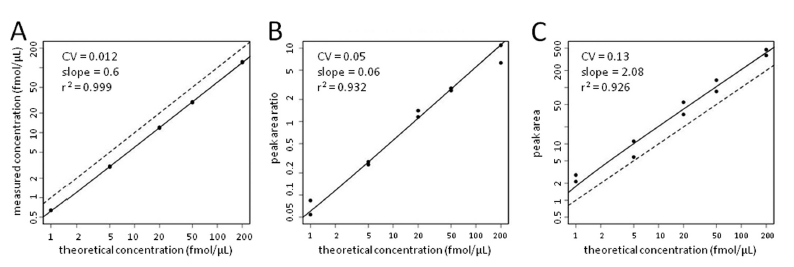 A
CV = 0.012
slope = 0.6
r² = 0.999
200
50
20
10
5
2
1
0.5
measured concentration (fmol/µL)
1 2 5 10 20 50 100 200
theoretical concentration (fmol/µL)
B
CV = 0.05
slope = 0.06
r² = 0.932
10
5
2
1
0.5
0.2
0.1
0.05
peak area ratio
1 2 5 10 20 50 100 200
theoretical concentration (fmol/µL)
C
CV = 0.13
slope = 2.08
r² = 0.926
500
200
50
10
5
2
1
0.5
peak area
1 2 5 10 20 50 100 200
theoretical concentration (fmol/µL)